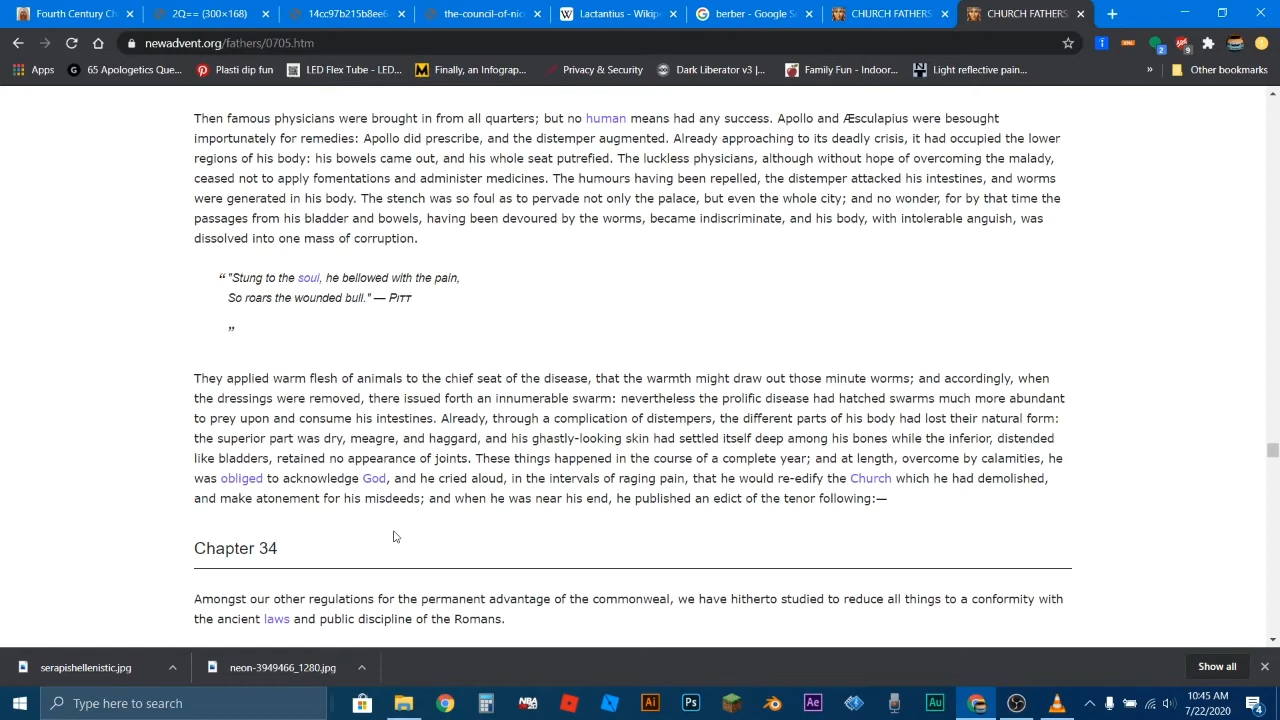 Fourth Century Ch
2Q== (300×168)
14cc97b215b8ee6
the-council-of-nic
Lactantius - Wikipe
berber - Google Se
CHURCH FATHERS
CHURCH FATHERS
newadvent.org/fathers/0705.htm
Apps
65 Apologetics Que...
Plasti dip fun
LED Flex Tube - LED...
Finally, an Infograp...
Privacy & Security
Dark Liberator v3 |...
Family Fun - Indoor...
Light reflective pain...
»
Other bookmarks
Then famous physicians were brought in from all quarters; but no human means had any success. Apollo and Æsculapius were besought
importunately for remedies: Apollo did prescribe, and the distemper augmented. Already approaching to its deadly crisis, it had occupied the lower
regions of his body: his bowels came out, and his whole seat putrefied. The luckless physicians, although without hope of overcoming the malady,
ceased not to apply fomentations and administer medicines. The humours having been repelled, the distemper attacked his intestines, and worms
were generated in his body. The stench was so foul as to pervade not only the palace, but even the whole city; and no wonder, for by that time the
passages from his bladder and bowels, having been devoured by the worms, became indiscriminate, and his body, with intolerable anguish, was
dissolved into one mass of corruption.
“ "Stung to the soul, he bellowed with the pain,
So roars the wounded bull." — PITT
”
They applied warm flesh of animals to the chief seat of the disease, that the warmth might draw out those minute worms; and accordingly, when
the dressings were removed, there issued forth an innumerable swarm: nevertheless the prolific disease had hatched swarms much more abundant
to prey upon and consume his intestines. Already, through a complication of distempers, the different parts of his body had lost their natural form:
the superior part was dry, meagre, and haggard, and his ghastly-looking skin had settled itself deep among his bones while the inferior, distended
like bladders, retained no appearance of joints. These things happened in the course of a complete year; and at length, overcome by calamities, he
was obliged to acknowledge God, and he cried aloud, in the intervals of raging pain, that he would re-edify the Church which he had demolished,
and make atonement for his misdeeds; and when he was near his end, he published an edict of the tenor following:—
Chapter 34
Amongst our other regulations for the permanent advantage of the commonweal, we have hitherto studied to reduce all things to a conformity with
the ancient laws and public discipline of the Romans.
serapishellenistic.jpg
neon-3949466_1280.jpg
Show all
Type here to search
10:45 AM
7/22/2020